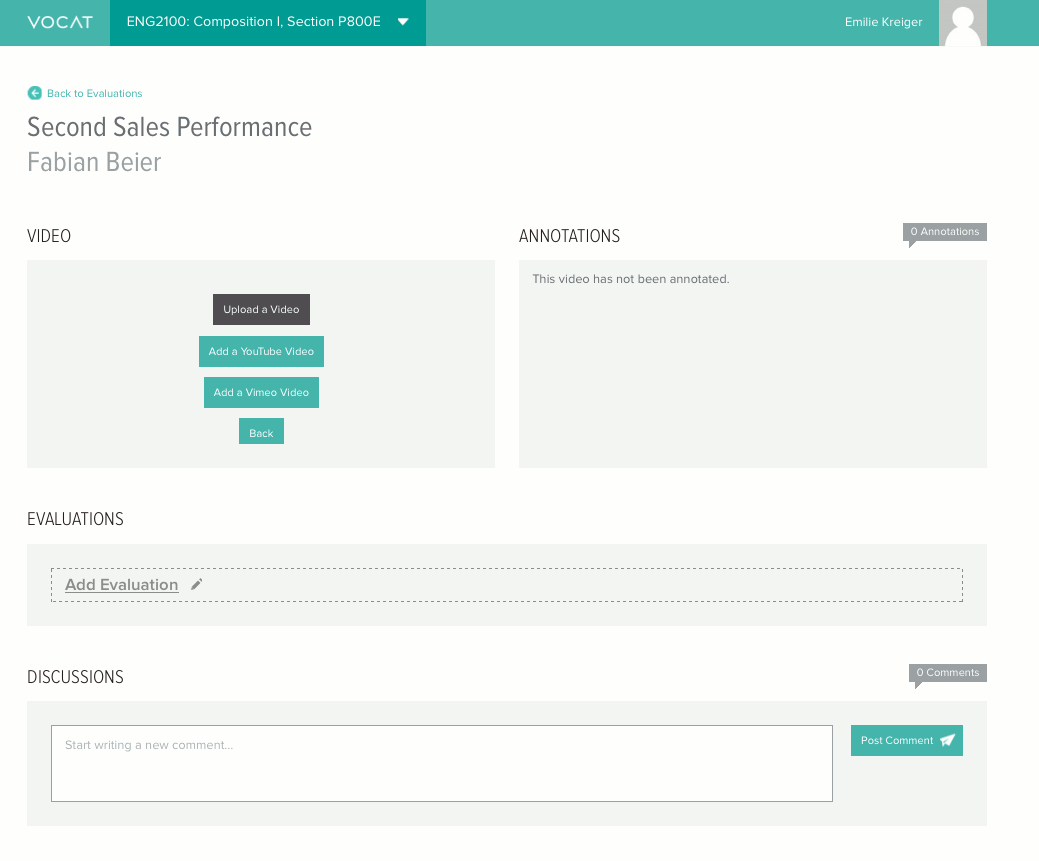 VOCAT
ENG2100: Composition I, Section P800E
Emilie Kreiger
Back to Evaluations
Second Sales Performance
Fabian Beier
VIDEO
ANNOTATIONS
0 Annotations
Upload a Video
Add a YouTube Video
Add a Vimeo Video
Back
This video has not been annotated.
EVALUATIONS
Add Evaluation
DISCUSSIONS
0 Comments
Start writing a new comment...
Post Comment